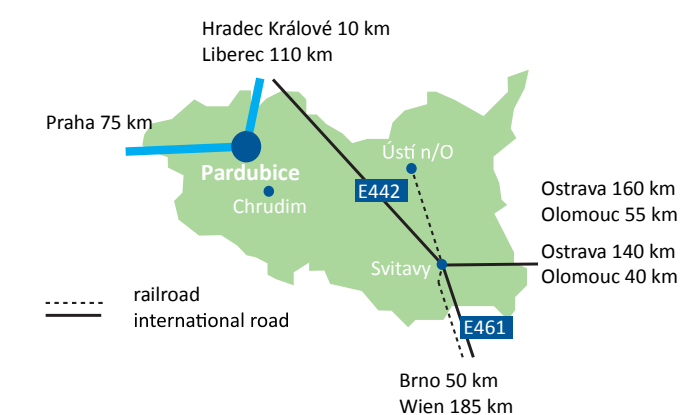 Hradec Králové 10 km
Liberec 110 km
Praha 75 km
Ústí n/O
Pardubice
E442
Chrudim
Ostrava 160 km
Olomouc 55 km
Ostrava 140 km
Svitavy
Olomouc 40 km
railroad
international road
E461
Brno 50 km
Wien 185 km